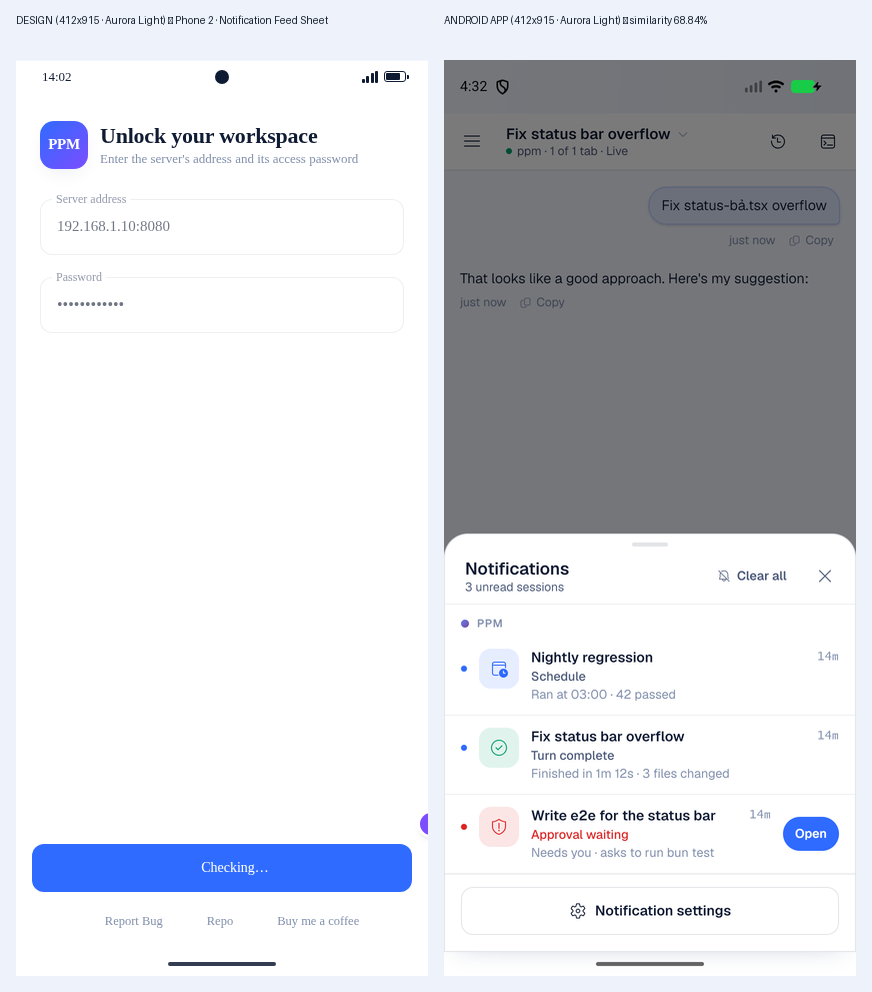 DESIGN (412x915 · Aurora Light) Phone 2 · Notification Feed Sheet
14:02
PPM
Unlock your workspace
Enter the server's address and its access password
Server address
192.168.1.10:8080
Password
••••••••••••
Checking…
Report Bug
Repo
Buy me a coffee
ANDROID APP (412x915 · Aurora Light) similarity 68.84%
4:32
Fix status bar overflow
ppm · 1 of 1 tab · Live
Fix status-bả.tsx overflow
just now Copy
That looks like a good approach. Here's my suggestion:
just now Copy
Notifications
3 unread sessions
Clear all
PPM
Nightly regression 14m
Schedule
Ran at 03:00 · 42 passed
Fix status bar overflow 14m
Turn complete
Finished in 1m 12s · 3 files changed
Write e2e for the status bar 14m
Approval waiting
Needs you · asks to run bun test
Open
Notification settings